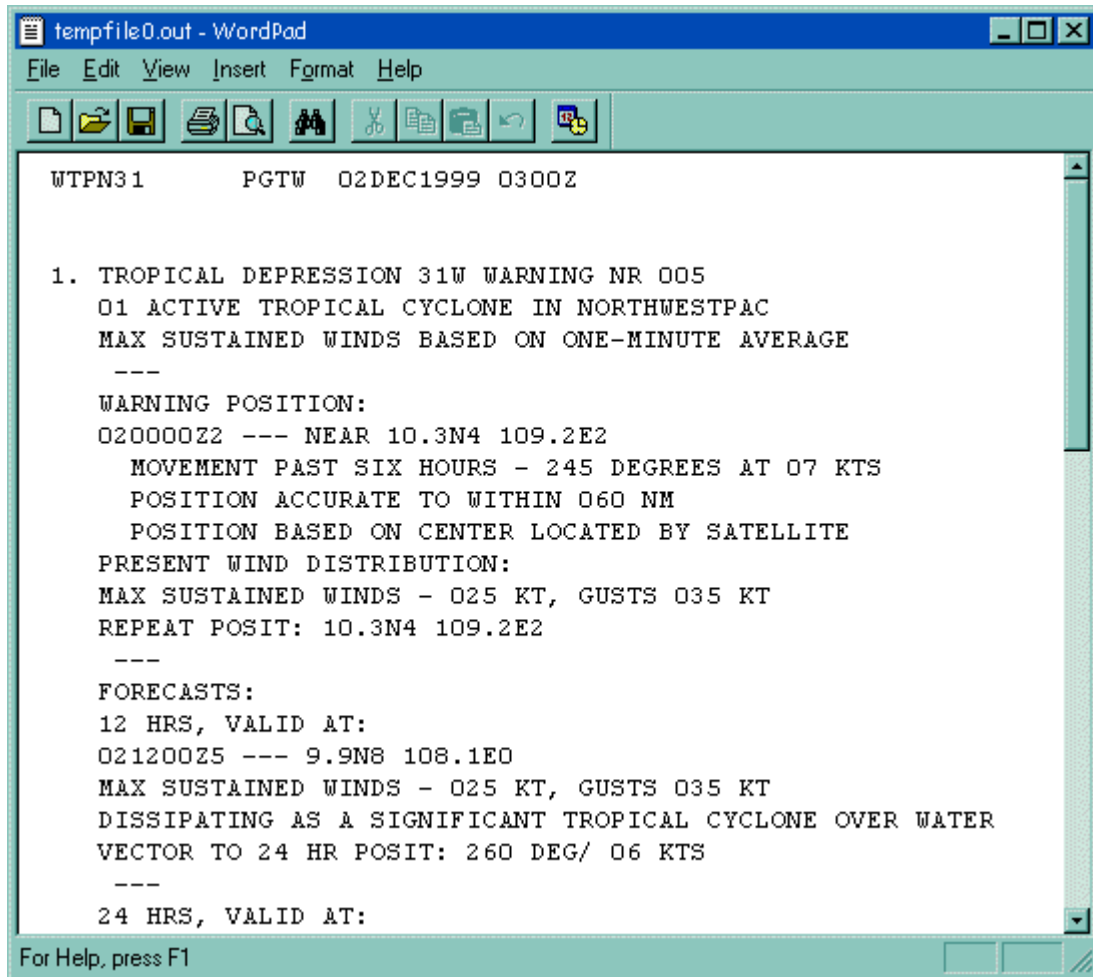 tempfile0.out - WordPad
File Edit View Insert Format Help
WTPN31 PGTW 02DEC1999 0300Z
1. TROPICAL DEPRESSION 31W WARNING NR 005
01 ACTIVE TROPICAL CYCLONE IN NORTHWESTPAC
MAX SUSTAINED WINDS BASED ON ONE-MINUTE AVERAGE
---
WARNING POSITION:
020000Z2 --- NEAR 10.3N4 109.2E2
MOVEMENT PAST SIX HOURS - 245 DEGREES AT 07 KTS
POSITION ACCURATE TO WITHIN 060 NM
POSITION BASED ON CENTER LOCATED BY SATELLITE
PRESENT WIND DISTRIBUTION:
MAX SUSTAINED WINDS - 025 KT, GUSTS 035 KT
REPEAT POSIT: 10.3N4 109.2E2
---
FORECASTS:
12 HRS, VALID AT:
021200Z5 --- 9.9N8 108.1E0
MAX SUSTAINED WINDS - 025 KT, GUSTS 035 KT
DISSIPATING AS A SIGNIFICANT TROPICAL CYCLONE OVER WATER
VECTOR TO 24 HR POSIT: 260 DEG/ 06 KTS
---
24 HRS, VALID AT:
For Help, press F1